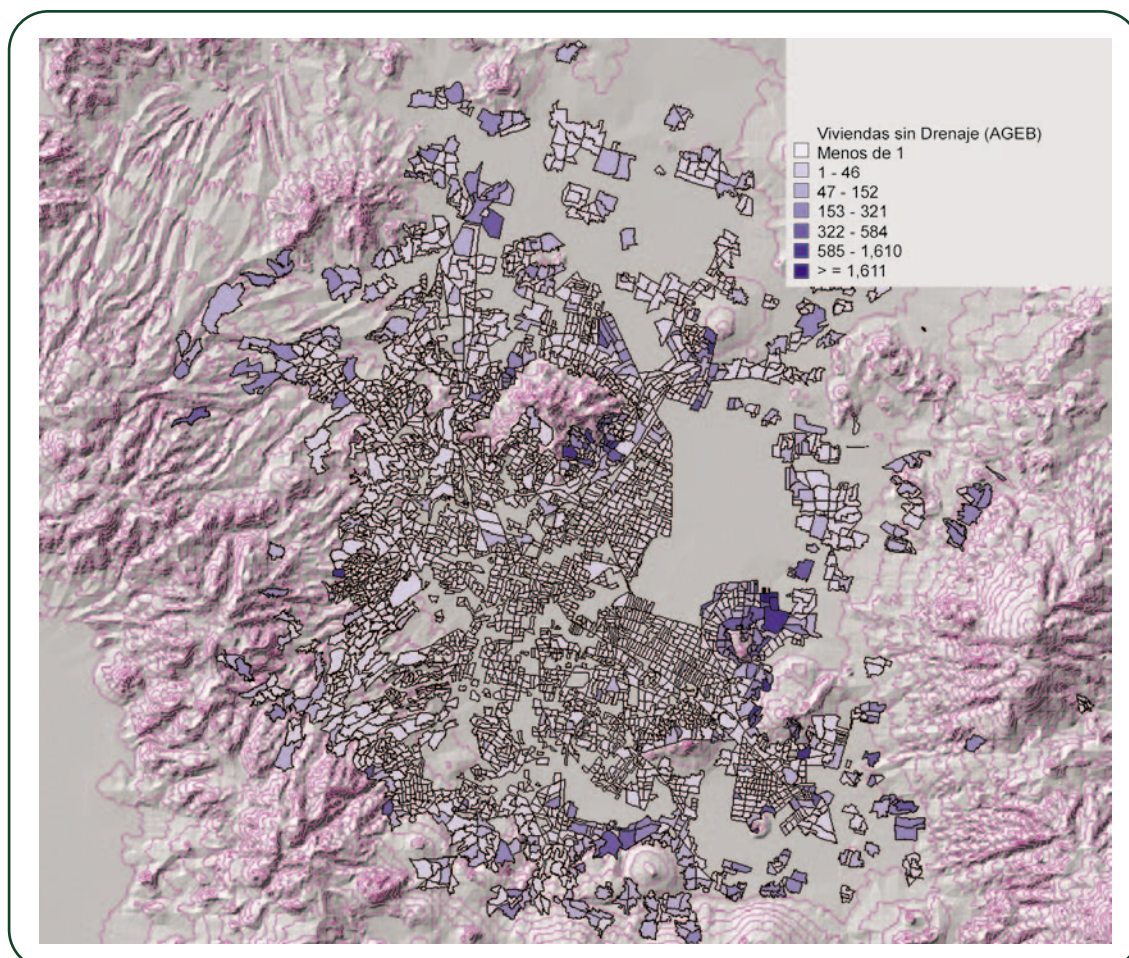 Viviendas sin Drenaje (AGEB)
Menos de 1
1 - 46
47 - 152
153 - 321
322 - 584
585 - 1,610
> = 1,611